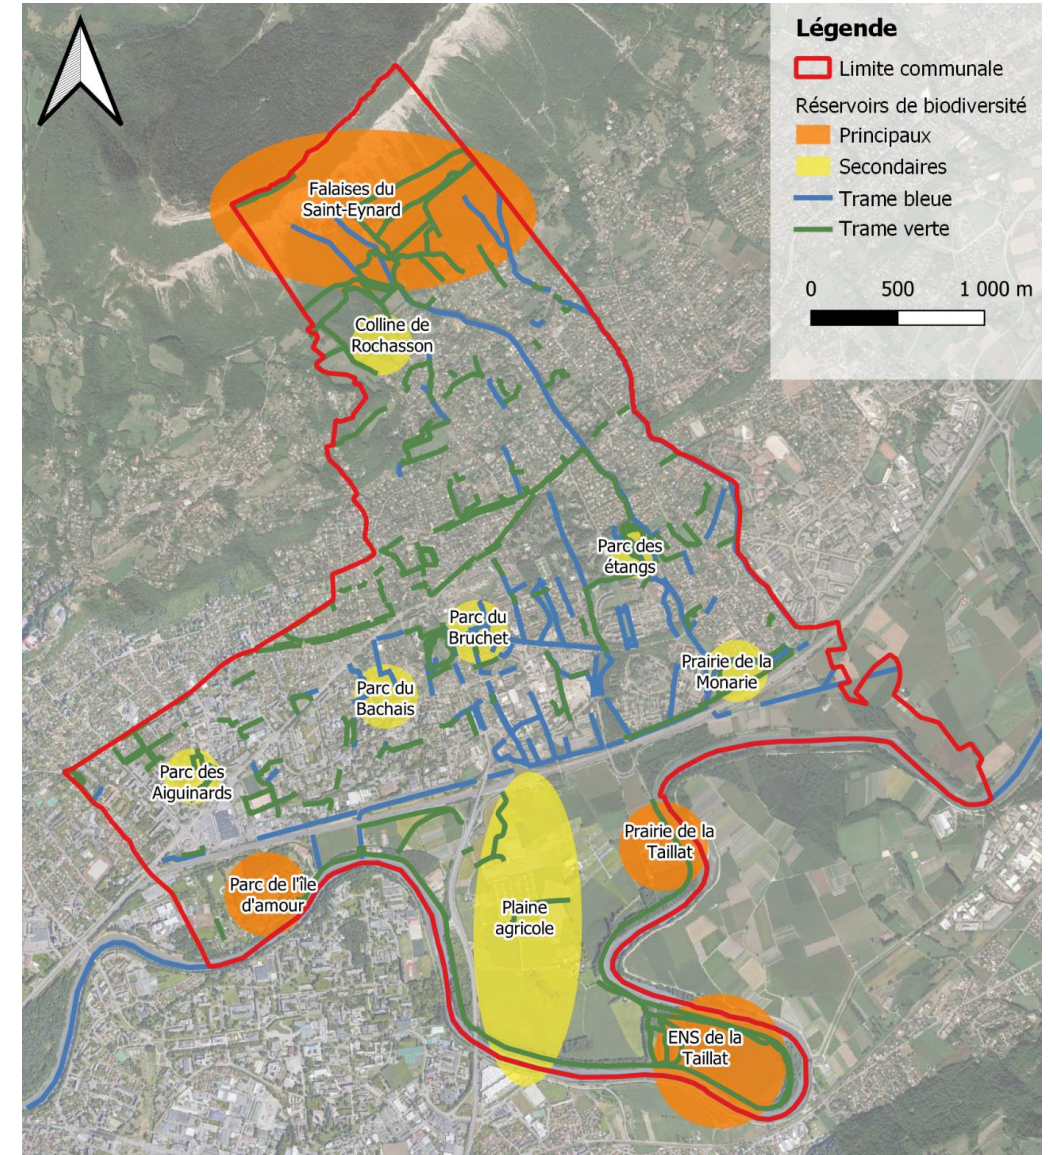 Légende
Limite communale
Réservoirs de biodiversité
Principaux
Secondaires
Trame bleue
Trame verte
0 500 1 000 m
Falaises du
Saint-Eynard
Colline de
Rochasson
Parc des
étangs
Parc du
Bruchet
Prairie de la
Monarie
Parc du
Bachais
Parc des
Aiguinards
Prairie de la
Taillat
Parc de l'île
d'amour
Plaine
agricole
ENS de la
Taillat